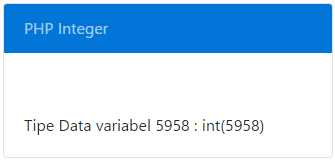 PHP Integer
Tipe Data variabel 5958 : int(5958)